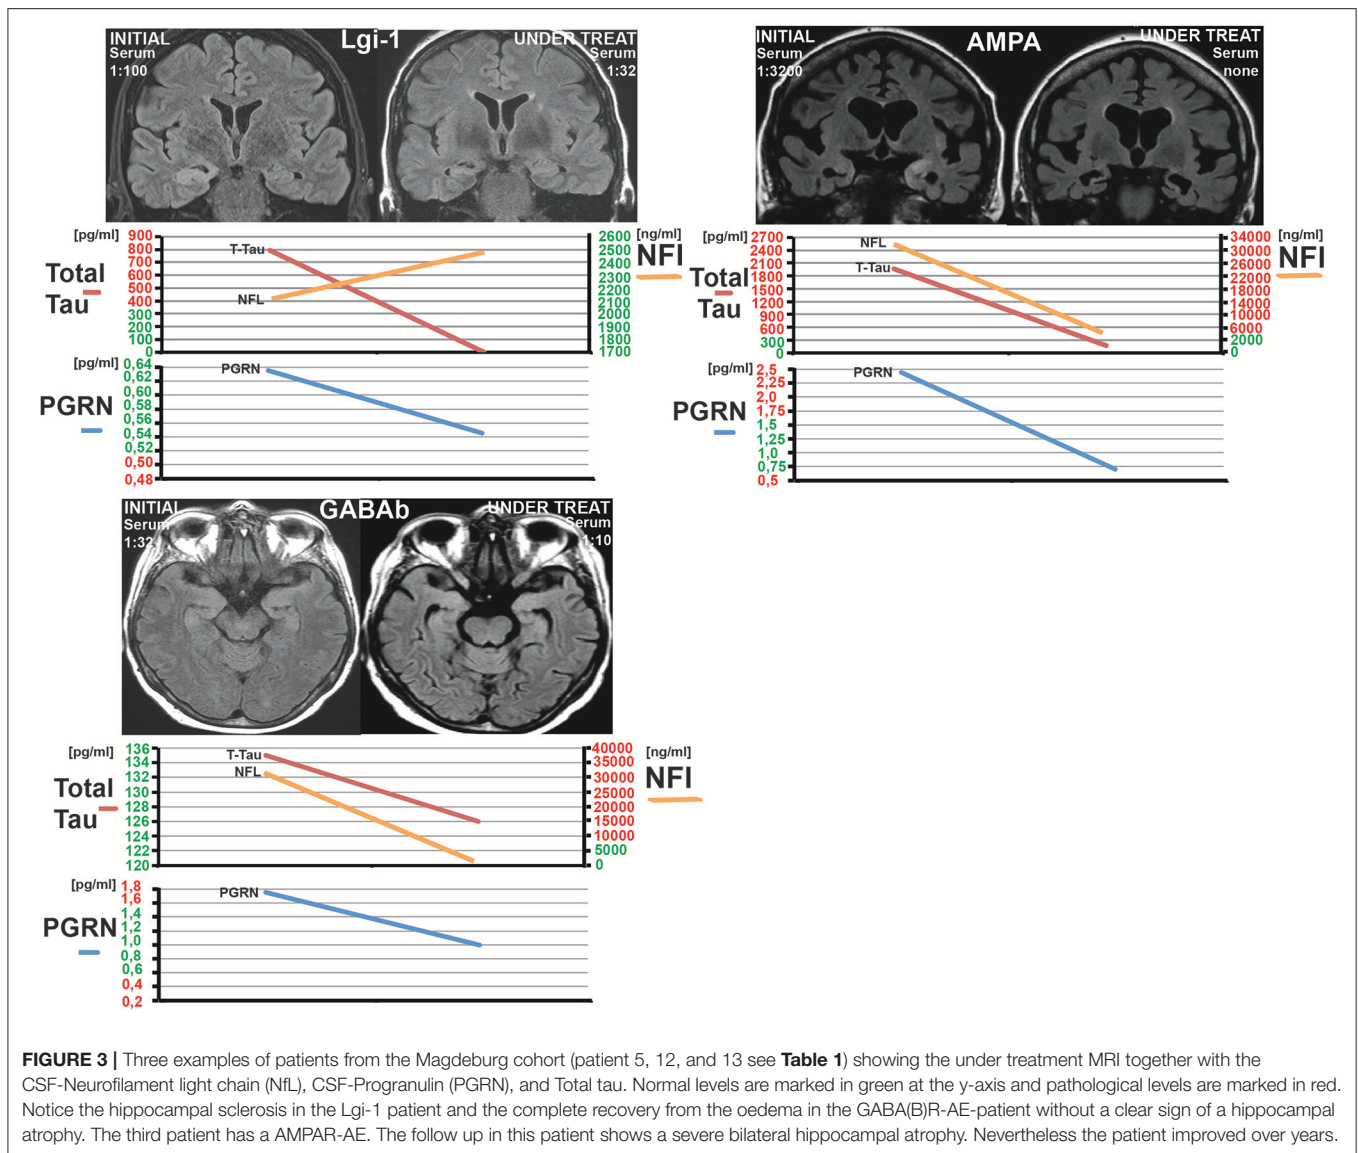 INITIAL
Serum
1:100
Lgi-1
UNDER TREAT
Serum
1:32
[pg/ml]
900
800
700
600
500
400
300
200
100
0
Total
Tau
T-Tau
NFL
2600
2500
2400
2300
2200
2100
2000
1900
1800
1700
[ng/ml]
NFl
[pg/ml]
0,64
0,62
0,60
0,58
0,56
0,54
0,52
0,50
0,48
PGRN
PGRN
INITIAL
Serum
1:3200
AMPA
UNDER TREAT
Serum
none
[pg/ml]
2700
2400
2100
1800
1500
1200
900
600
300
0
Total
Tau
NFL
T-Tau
34000
30000
26000
22000
18000
14000
10000
6000
2000
0
[ng/ml]
NFl
[pg/ml]
2,5
2,25
2,0
1,75
1,5
1,25
1,0
0,75
0,5
PGRN
PGRN
INITIAL
Serum
1:32
GABAb
UNDER TREAT
Serum
1:10
[pg/ml]
136
134
132
128
126
124
122
120
Total
Tau
T-Tau
NFL
40000
35000
30000
25000
20000
15000
10000
5000
0
[ng/ml]
NFl
[pg/ml]
1,8
1,6
1,4
1,2
1,0
0,8
0,6
0,4
0,2
PGRN
PGRN
FIGURE 3 | Three examples of patients from the Magdeburg cohort (patient 5, 12, and 13 see Table 1) showing the under treatment MRI together with the
CSF-Neurofilament light chain (NfL), CSF-Progranulin (PGRN), and Total tau. Normal levels are marked in green at the y-axis and pathological levels are marked in red.
Notice the hippocampal sclerosis in the Lgi-1 patient and the complete recovery from the oedema in the GABA(B)R-AE-patient without a clear sign of a hippocampal
atrophy. The third patient has a AMPAR-AE. The follow up in this patient shows a severe bilateral hippocampal atrophy. Nevertheless the patient improved over years.